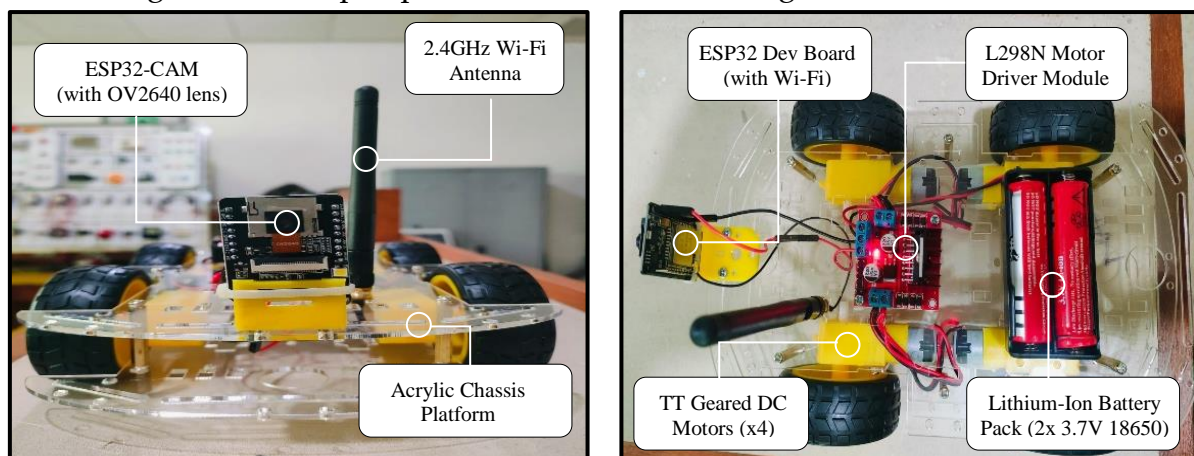 ESP32-CAM
(with OV2640 lens)
2.4GHz Wi-Fi
Antenna
Acrylic Chassis
Platform
ESP32 Dev Board
(with Wi-Fi)
L298N Motor
Driver Module
TT Geared DC
Motors (x4)
Lithium-Ion Battery
Pack (2x 3.7V 18650)